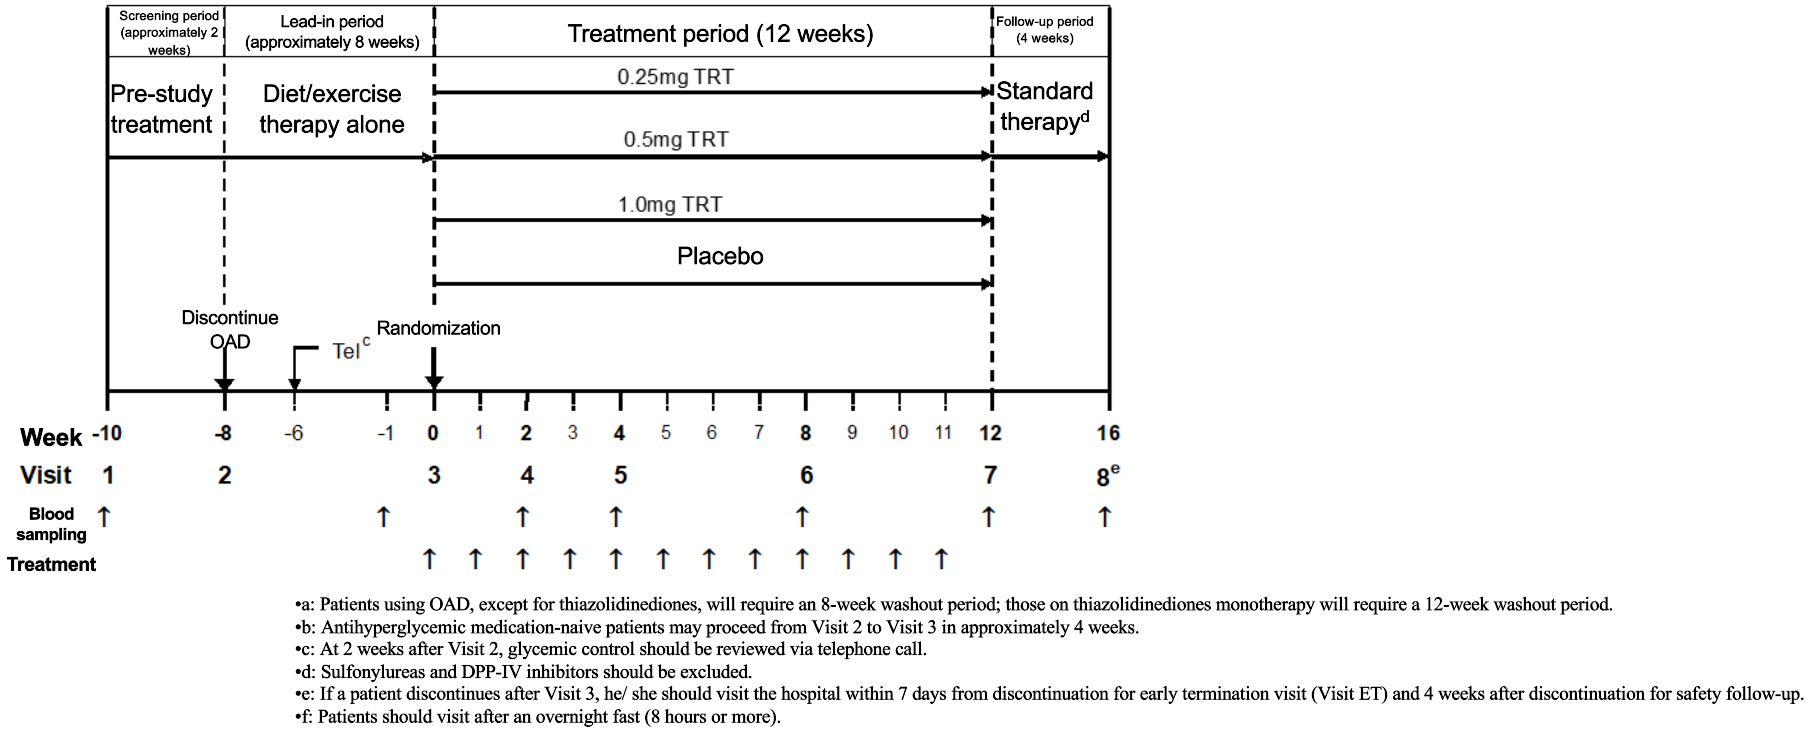 Screening period
(approximately 2
weeks)
Lead-in period
(approximately 8 weeks)
Treatment period (12 weeks)
Follow-up period
(4 weeks)
Pre-study
treatment
Diet/exercise
therapy alone
0.25mg TRT
0.5mg TRT
1.0mg TRT
Placebo
Standard
therapyᵈ
Discontinue
OAD
Telᶜ
Randomization
Week -10 -8 -6 -1 0 1 2 3 4 5 6 7 8 9 10 11 12 16
Visit 1 2 3 4 5 6 7 8ᵉ
Blood
sampling ↑ ↑ ↑ ↑ ↑ ↑ ↑
Treatment ↑ ↑ ↑ ↑ ↑ ↑ ↑ ↑ ↑ ↑ ↑ ↑
•a: Patients using OAD, except for thiazolidinediones, will require an 8-week washout period; those on thiazolidinediones monotherapy will require a 12-week washout period.
•b: Antihyperglycemic medication-naive patients may proceed from Visit 2 to Visit 3 in approximately 4 weeks.
•c: At 2 weeks after Visit 2, glycemic control should be reviewed via telephone call.
•d: Sulfonylureas and DPP-IV inhibitors should be excluded.
•e: If a patient discontinues after Visit 3, he/ she should visit the hospital within 7 days from discontinuation for early termination visit (Visit ET) and 4 weeks after discontinuation for safety follow-up.
•f: Patients should visit after an overnight fast (8 hours or more).